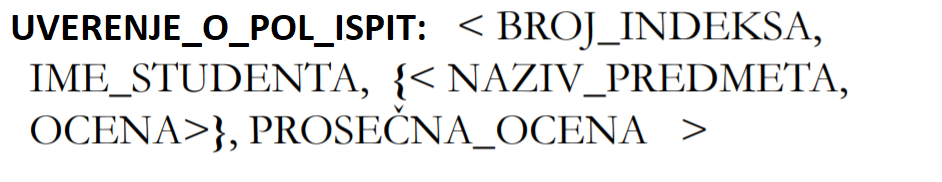 UVERENJE_O_POL_ISPIT: < BROJ_INDEKSA,
IME_STUDENTA, {< NAZIV_PREDMETA,
OCENA>}, PROSEČNA_OCENA >